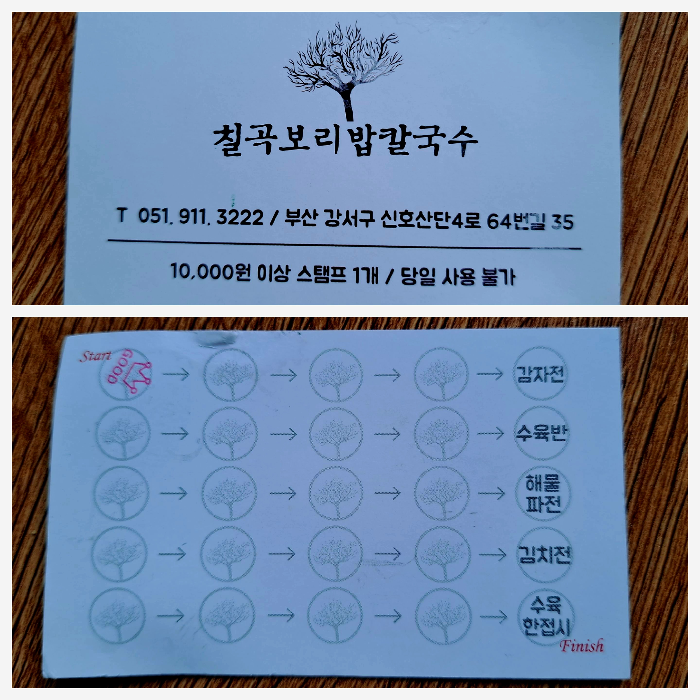 칠곡보리밥칼국수
T 051. 911. 3222 / 부산 강서구 신호산단4로 64번길 35
10,000원 이상 스탬프 1개 / 당일 사용 불가
Start
GOOD
감자전
수육반
해물
파전
김치전
수육
한접시
Finish